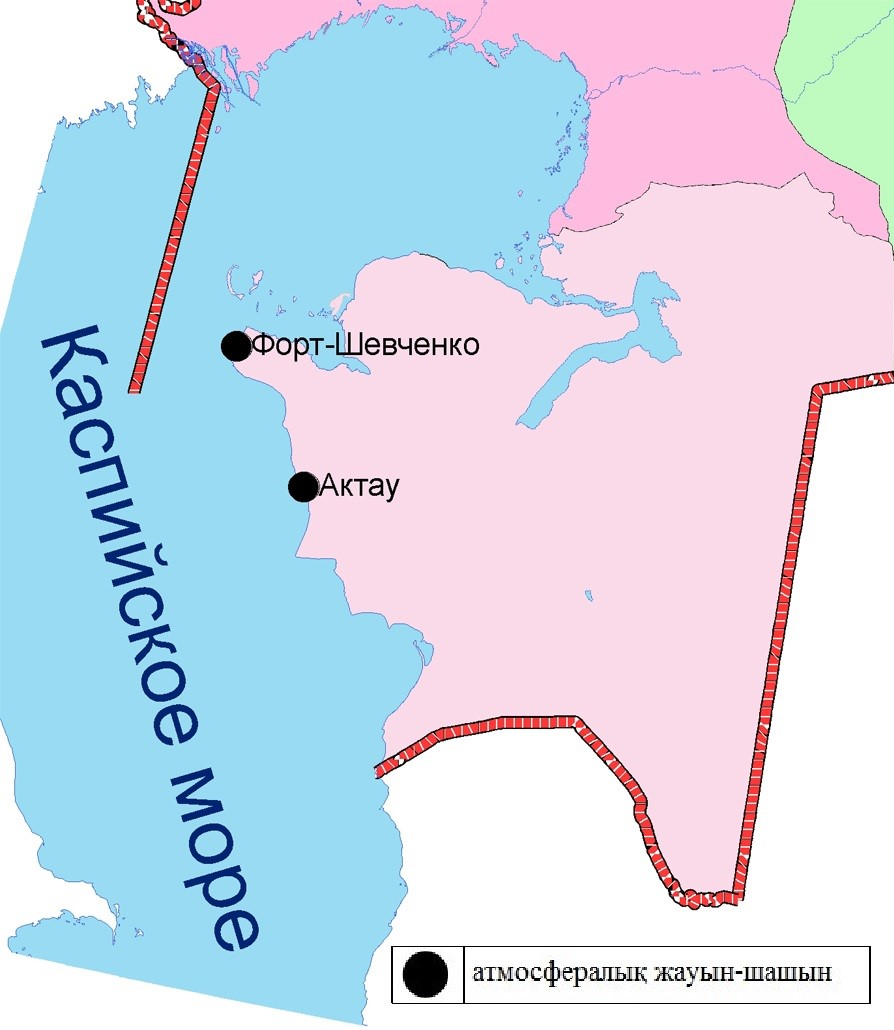 Форт-Шевченко
Актау
Каспийское море
атмосфералық жауын-шашын